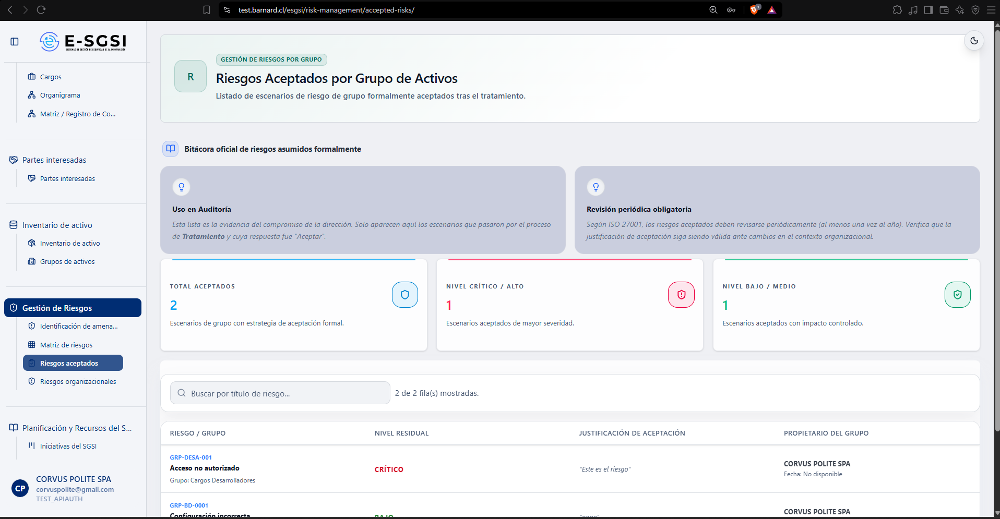 test.barnard.cl/esgsi/risk-management/accepted-risks/
1
E-SGSI
SISTEMAS DE GESTIÓN DE SEGURIDAD DE LA INFORMACIÓN
Cargos
Organigrama
Matriz / Registro de Co...
Partes interesadas
Partes interesadas
Inventario de activo
Inventario de activo
Grupos de activos
Gestión de Riesgos
Identificación de amena...
Matriz de riesgos
Riesgos aceptados
Riesgos organizacionales
Planificación y Recursos del S...
Iniciativas del SGSI
CP
CORVUS POLITE SPA
corvuspolite@gmail.com
TEST_APIAUTH
R
GESTIÓN DE RIESGOS POR GRUPO
Riesgos Aceptados por Grupo de Activos
Listado de escenarios de riesgo de grupo formalmente aceptados tras el tratamiento.
Bitácora oficial de riesgos asumidos formalmente
Uso en Auditoría
Esta lista es la evidencia del compromiso de la dirección. Solo aparecen aquí los escenarios que pasaron por el proceso
de Tratamiento y cuya respuesta fue "Aceptar".
Revisión periódica obligatoria
Según ISO 27001, los riesgos aceptados deben revisarse periódicamente (al menos una vez al año). Verifica que la
justificación de aceptación siga siendo válida ante cambios en el contexto organizacional.
TOTAL ACEPTADOS
2
Escenarios de grupo con estrategia de aceptación formal.
NIVEL CRÍTICO / ALTO
1
Escenarios aceptados de mayor severidad.
NIVEL BAJO / MEDIO
1
Escenarios aceptados con impacto controlado.
Buscar por título de riesgo...
2 de 2 fila(s) mostradas.
RIESGO / GRUPO
NIVEL RESIDUAL
JUSTIFICACIÓN DE ACEPTACIÓN
PROPIETARIO DEL GRUPO
GRP-DESA-001
Acceso no autorizado
Grupo: Cargos Desarrolladores
CRÍTICO
"Este es el riesgo"
CORVUS POLITE SPA
Fecha: No disponible
GRP-BD-0001
Configuración incorrecta
BAJO
CORVUS POLITE SPA